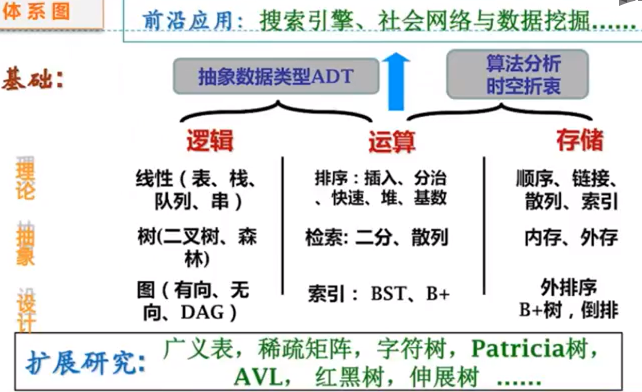 体系图
前沿应用：搜索引擎、社会网络与数据挖掘......
基础：
抽象数据类型ADT
算法分析
时空折衷
逻辑
运算
存储
理论
线性（表、栈、
队列、串）
排序：插入、分治
、快速、堆、基数
顺序、链接、
散列、索引
抽象
树(二叉树、森
林)
检索: 二分、散列
内存、外存
设计
图（有向、无
向、DAG）
索引： BST、B+
外排序
B+树，倒排
扩展研究:
广义表，稀疏矩阵，字符树，Patricia树，
AVL， 红黑树，伸展树 ......